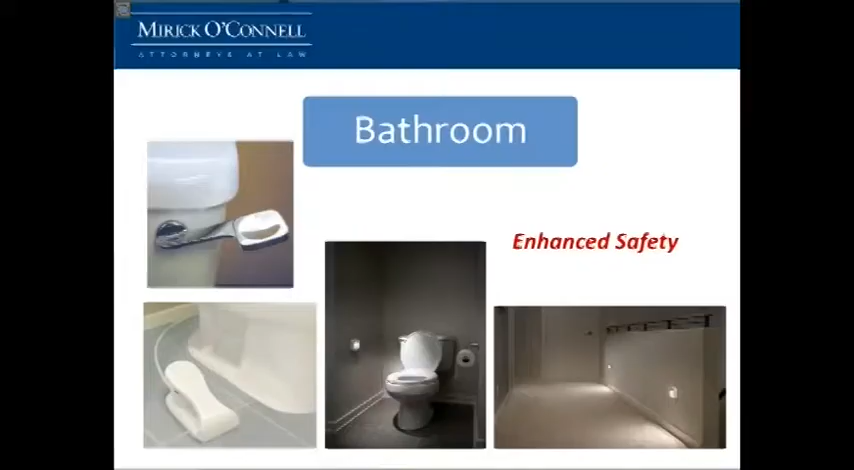 MIRICK O'CONNELL
ATTORNEYS AT LAW
Bathroom
Enhanced Safety